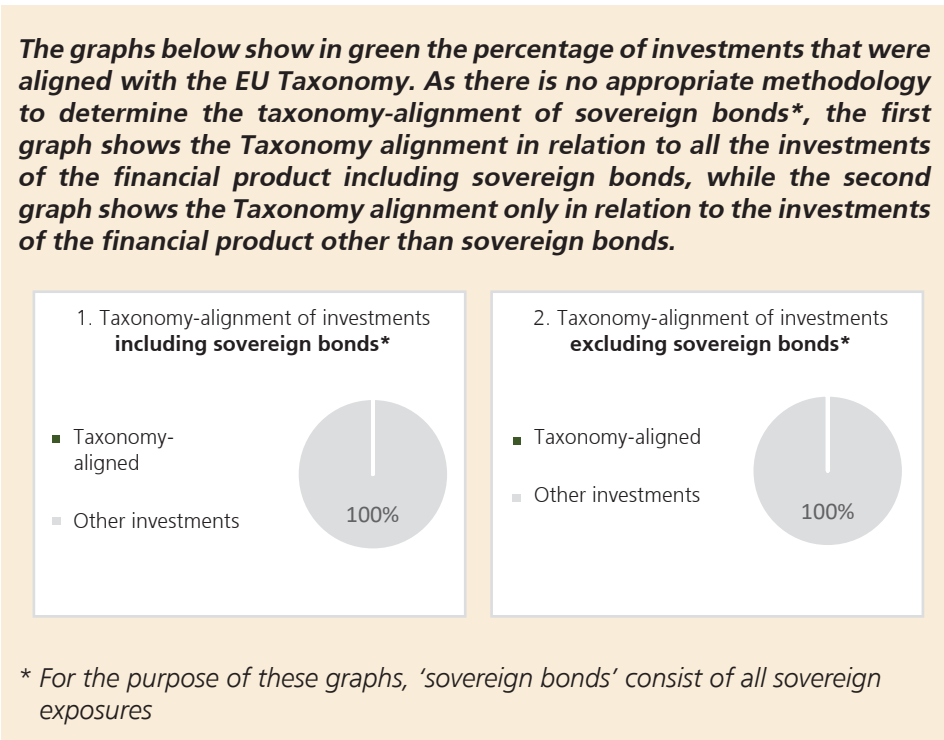 The graphs below show in green the percentage of investments that were
aligned with the EU Taxonomy. As there is no appropriate methodology
to determine the taxonomy-alignment of sovereign bonds*, the first
graph shows the Taxonomy alignment in relation to all the investments
of the financial product including sovereign bonds, while the second
graph shows the Taxonomy alignment only in relation to the investments
of the financial product other than sovereign bonds.
1. Taxonomy-alignment of investments
including sovereign bonds*
Taxonomy-
aligned
Other investments
100%
2. Taxonomy-alignment of investments
excluding sovereign bonds*
Taxonomy-aligned
Other investments
100%
* For the purpose of these graphs, ‘sovereign bonds’ consist of all sovereign
exposures